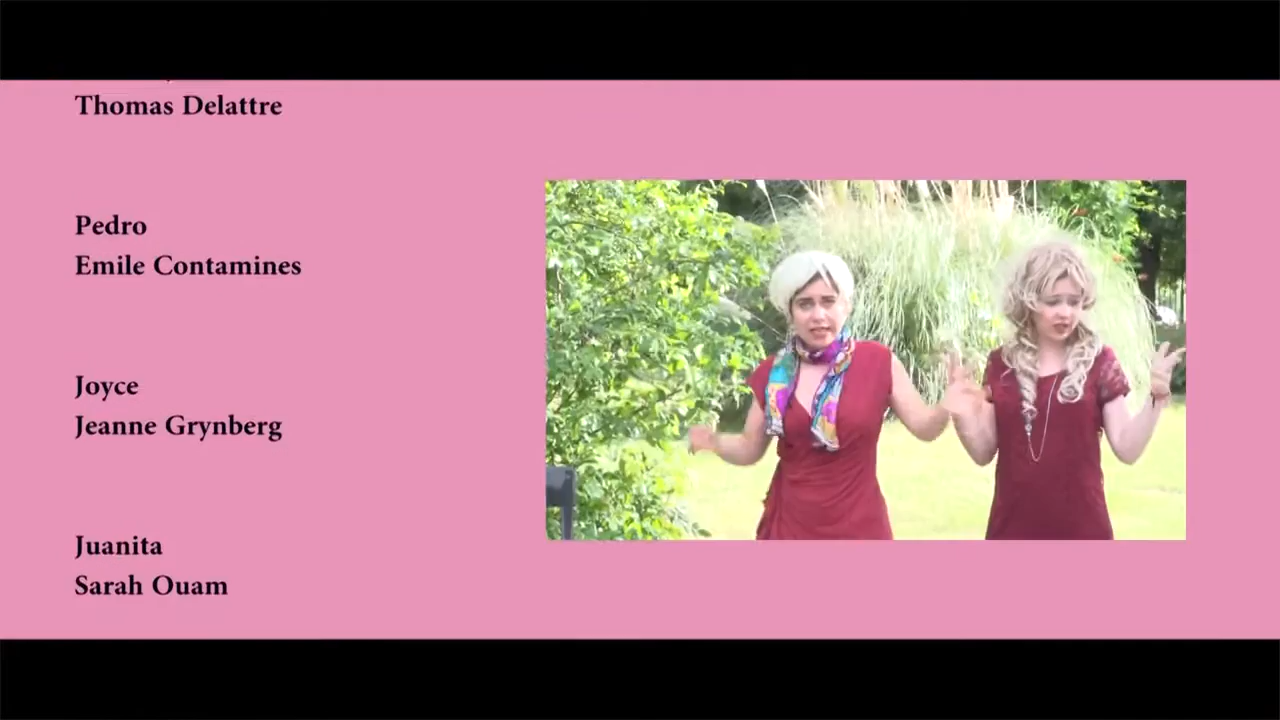 Thomas Delattre
Pedro
Emile Contamines
Joyce
Jeanne Grynberg
Juanita
Sarah Ouam